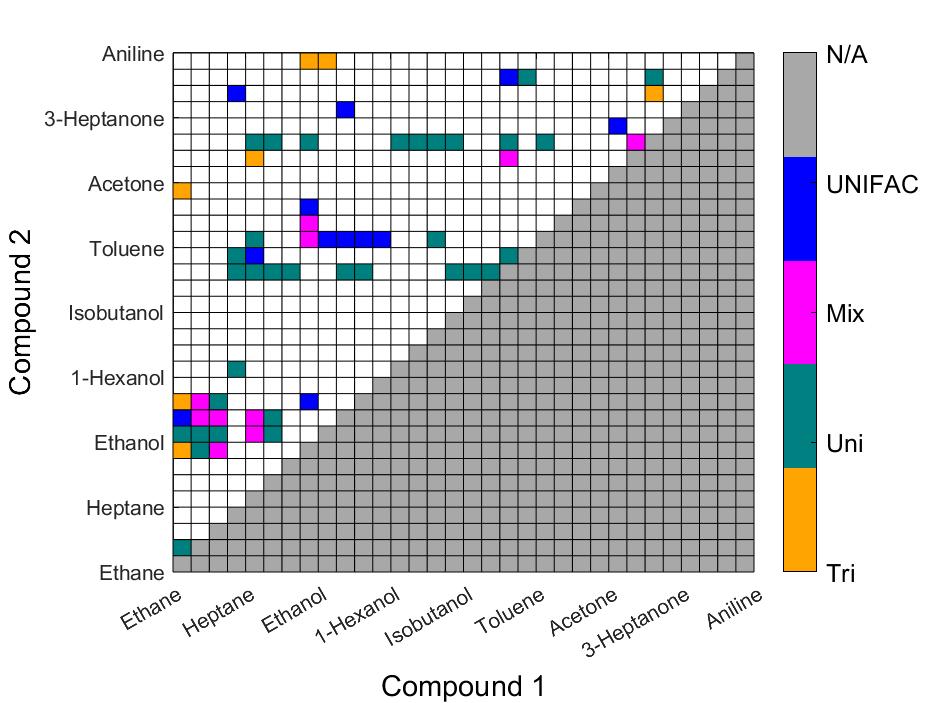 Aniline
3-Heptanone
Acetone
Toluene
Isobutanol
1-Hexanol
Ethanol
Heptane
Ethane
Compound 2
Ethane
Heptane
Ethanol
1-Hexanol
Isobutanol
Toluene
Acetone
3-Heptanone
Aniline
Compound 1
N/A
UNIFAC
Mix
Uni
Tri